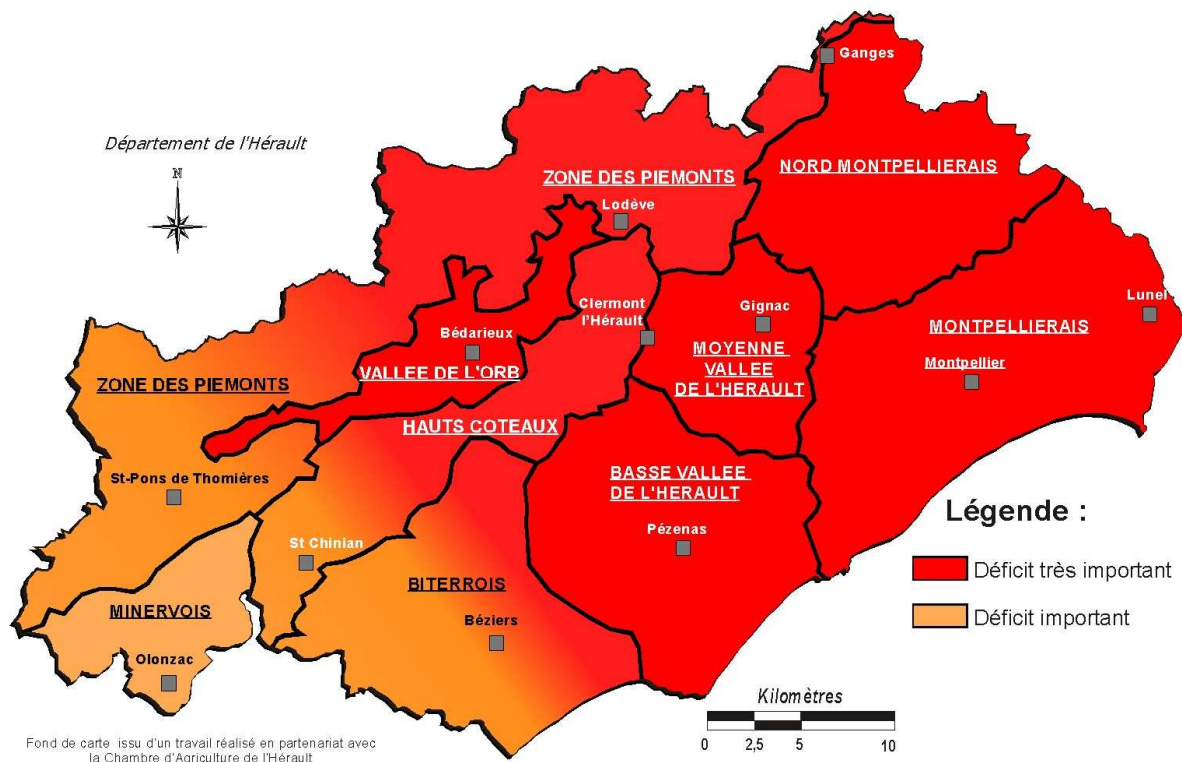 Ganges
Département de l'Hérault
N
NORD MONTPELLIERAIS
ZONE DES PIEMONTS
Lodève
Clermont
l'Hérault
Gignac
Lunel
MONTPELLIERAIS
Bédarieux
MOYENNE
VALLEE
DE L'HERAULT
Montpellier
VALLEE DE L'ORB
ZONE DES PIEMONTS
HAUTS COTEAUX
St-Pons de Thomières
BASSE VALLEE
DE L'HERAULT
Pézenas
St Chinian
BITERROIS
Béziers
MINERVOIS
Olonzac
Légende :
Déficit très important
Déficit important
Kilomètres
0 2,5 5 10
Fond de carte issu d'un travail réalisé en partenariat avec
la Chambre d'Agriculture de l'Hérault